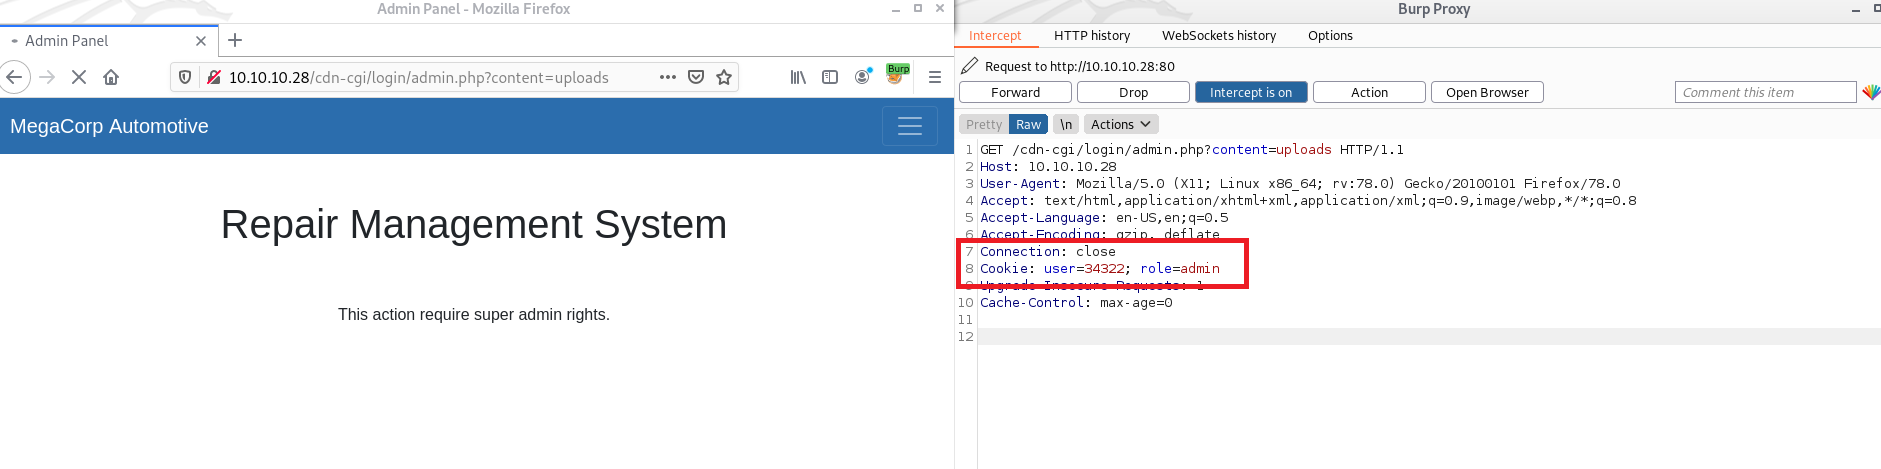 Admin Panel - Mozilla Firefox
Admin Panel
10.10.10.28/cdn-cgi/login/admin.php?content=uploads
Burp
MegaCorp Automotive
Repair Management System
This action require super admin rights.
Burp Proxy
Intercept HTTP history WebSockets history Options
Request to http://10.10.10.28:80
Forward Drop Intercept is on Action Open Browser Comment this item
Pretty Raw \n Actions
1 GET /cdn-cgi/login/admin.php?content=uploads HTTP/1.1
2 Host: 10.10.10.28
3 User-Agent: Mozilla/5.0 (X11; Linux x86_64; rv:78.0) Gecko/20100101 Firefox/78.0
4 Accept: text/html,application/xhtml+xml,application/xml;q=0.9,image/webp,*/*;q=0.8
5 Accept-Language: en-US,en;q=0.5
6 Accept-Encoding: gzip, deflate
7 Connection: close
8 Cookie: user=34322; role=admin
9 Upgrade-Insecure-Requests: 1
10 Cache-Control: max-age=0
11
12